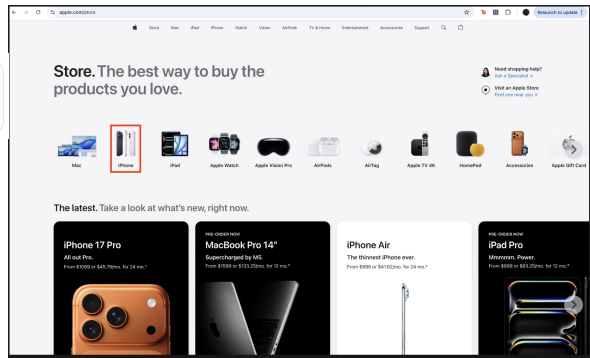 apple.com/store
Relaunch to update
Store Mac iPad iPhone Watch Vision AirPods TV & Home Entertainment Accessories Support
Store. The best way to buy the
products you love.
Need shopping help?
Ask a Specialist >
Visit an Apple Store
Find one near you >
Mac iPhone iPad Apple Watch Apple Vision Pro AirPods AirTag Apple TV 4K HomePod Accessories Apple Gift Card
The latest. Take a look at what's new, right now.
iPhone 17 Pro
All out Pro.
From $1099 or $45.79/mo. for 24 mo.*
PRE-ORDER NOW
MacBook Pro 14"
Supercharged by M5.
From $1599 or $133.25/mo. for 12 mo.*
iPhone Air
The thinnest iPhone ever.
From $999 or $41.62/mo. for 24 mo.*
PRE-ORDER NOW
iPad Pro
Mmmmm. Power.
From $999 or $83.25/mo. for 12 mo.*